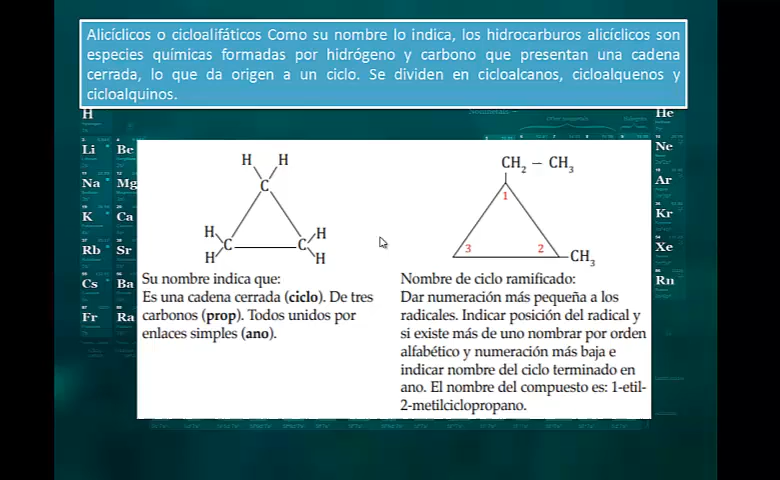 Alicíclicos o cicloalifáticos Como su nombre lo indica, los hidrocarburos alicíclicos son
especies químicas formadas por hidrógeno y carbono que presentan una cadena
cerrada, lo que da origen a un ciclo. Se dividen en cicloalcanos, cicloalquenos y
cicloalquinos.
H He
Li Be Ne
Na Mg Ar
K Ca Kr
Rb Sr Xe
Cs Ba Rn
Fr Ra
H H
C
H C C H
H H
Su nombre indica que:
Es una cadena cerrada (ciclo). De tres
carbonos (prop). Todos unidos por
enlaces simples (ano).
CH₂ – CH₃
1
3 2 CH₃
Nombre de ciclo ramificado:
Dar numeración más pequeña a los
radicales. Indicar posición del radical y
si existe más de uno nombrar por orden
alfabético y numeración más baja e
indicar nombre del ciclo terminado en
ano. El nombre del compuesto es: 1-etil-
2-metilciclopropano.